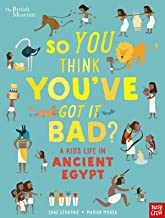 The British Museum
SO YOU
THINK
YOU'VE
GOT IT
BAD?
A KID'S LIFE IN
ANCIENT
EGYPT
CHAE STRATHIE • MARISA MOREA
nosy
crow